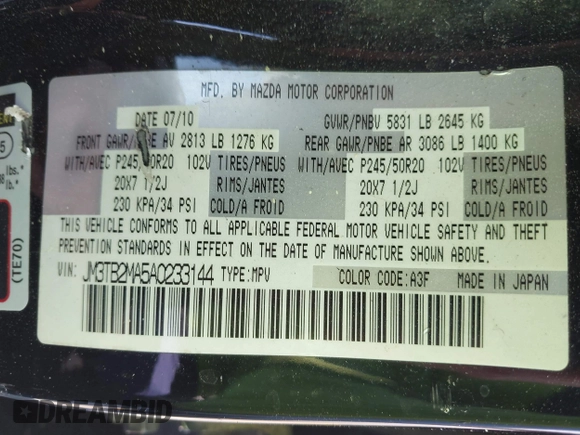 MFD. BY MAZDA MOTOR CORPORATION
DATE 07/10
GVWR/PNBV 5831 LB 2645 KG
FRONT GAWR/ AV 2813 LB 1276 KG
REAR GAWR/PNBE AR 3086 LB 1400 KG
WITH/AVEC P245/50R20 102V TIRES/PNEUS WITH/AVEC P245/50R20 102V TIRES/PNEUS
20X7 1/2J RIMS/JANTES 20X7 1/2J RIMS/JANTES
230 KPA/34 PSI COLD/A FROID 230 KPA/34 PSI COLD/A FROID
THIS VEHICLE CONFORMS TO ALL APPLICABLE FEDERAL MOTOR VEHICLE SAFETY AND THEFT
PREVENTION STANDARDS IN EFFECT ON THE DATE OF MANUFACTURE SHOWN ABOVE.
VIN: JM3TB2MA5A0233144 TYPE:MPV COLOR CODE:A3F MADE IN JAPAN
(TE70)
lbs.
lb.
DREAMBID